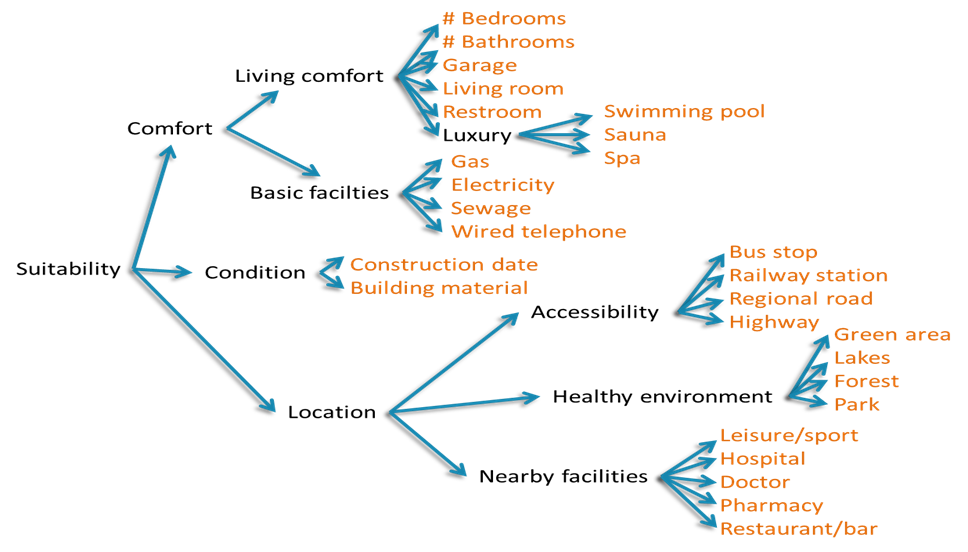 # Bedrooms
# Bathrooms
Living comfort
Garage
Living room
Restroom
Swimming pool
Comfort
Luxury
Sauna
Spa
Gas
Electricity
Basic facilties
Sewage
Wired telephone
Bus stop
Suitability
Condition
Construction date
Railway station
Building material
Regional road
Accessibility
Highway
Green area
Lakes
Forest
Healthy environment
Park
Location
Leisure/sport
Hospital
Nearby facilities
Doctor
Pharmacy
Restaurant/bar